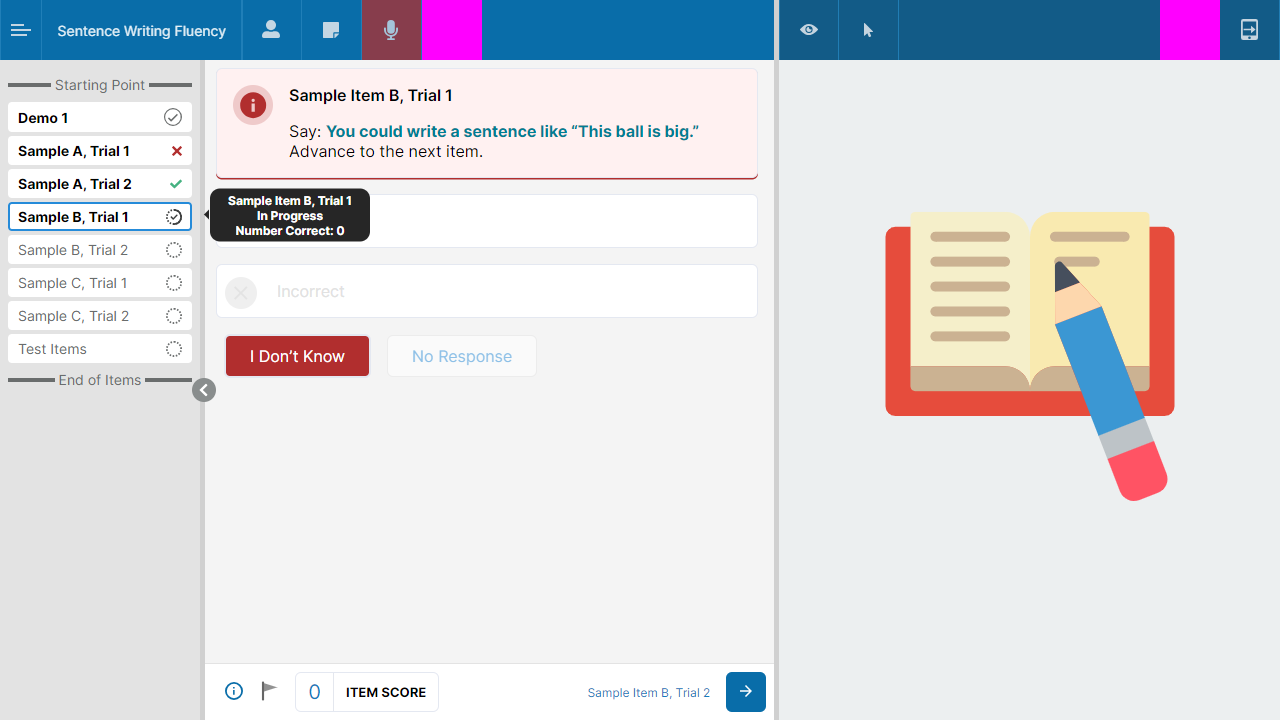 Sentence Writing Fluency
Starting Point
Demo 1
Sample A, Trial 1
Sample A, Trial 2
Sample B, Trial 1
Sample B, Trial 2
Sample C, Trial 1
Sample C, Trial 2
Test Items
End of Items
Sample Item B, Trial 1
Say: You could write a sentence like “This ball is big.”
Advance to the next item.
Sample Item B, Trial 1
In Progress
Number Correct: 0
Incorrect
I Don’t Know
No Response
0
ITEM SCORE
Sample Item B, Trial 2